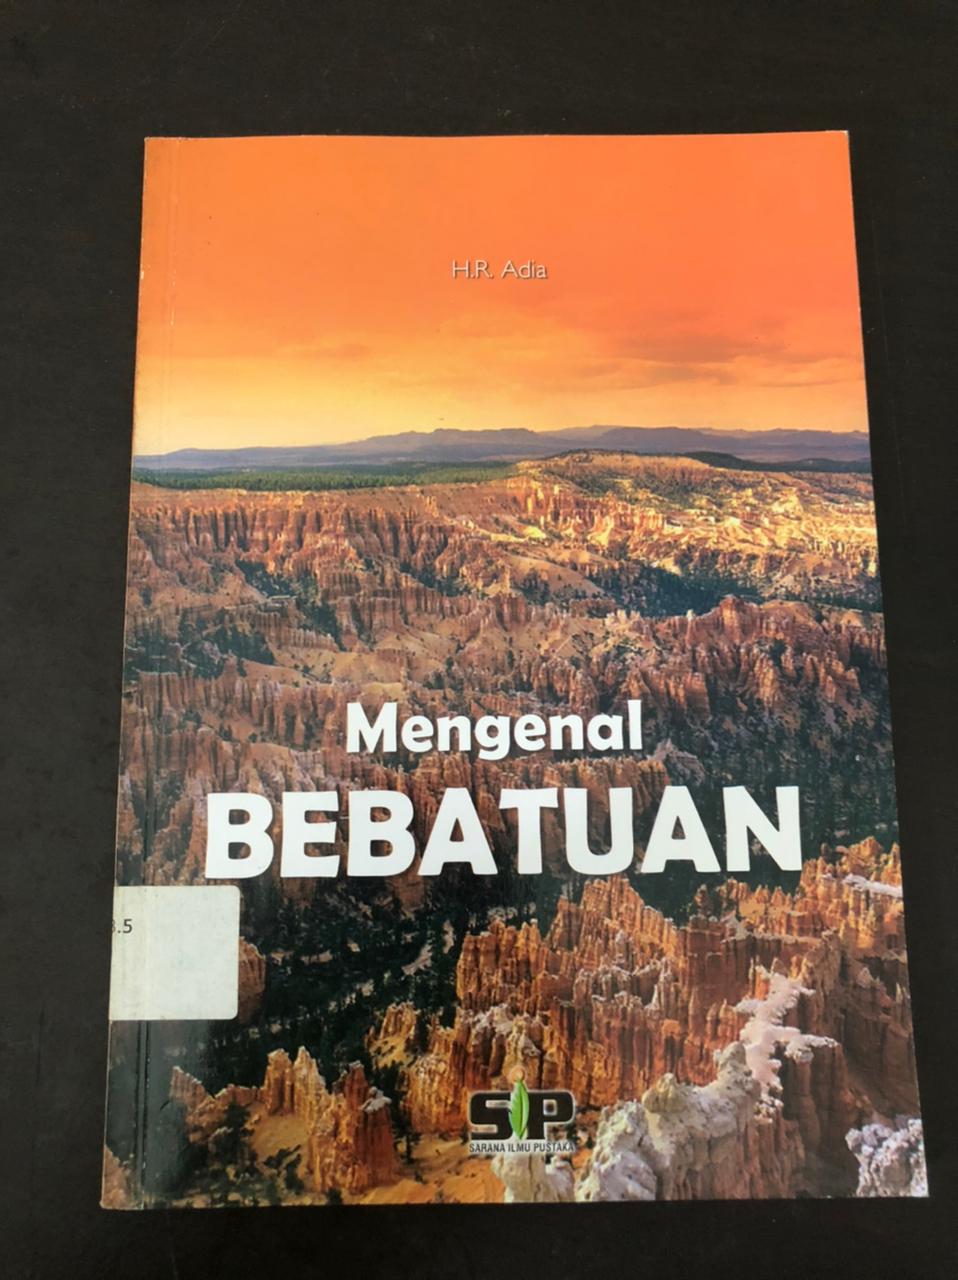 H.R. Adia
Mengenal
BEBATUAN
.5
SIP
SARANA ILMU PUSTAKA